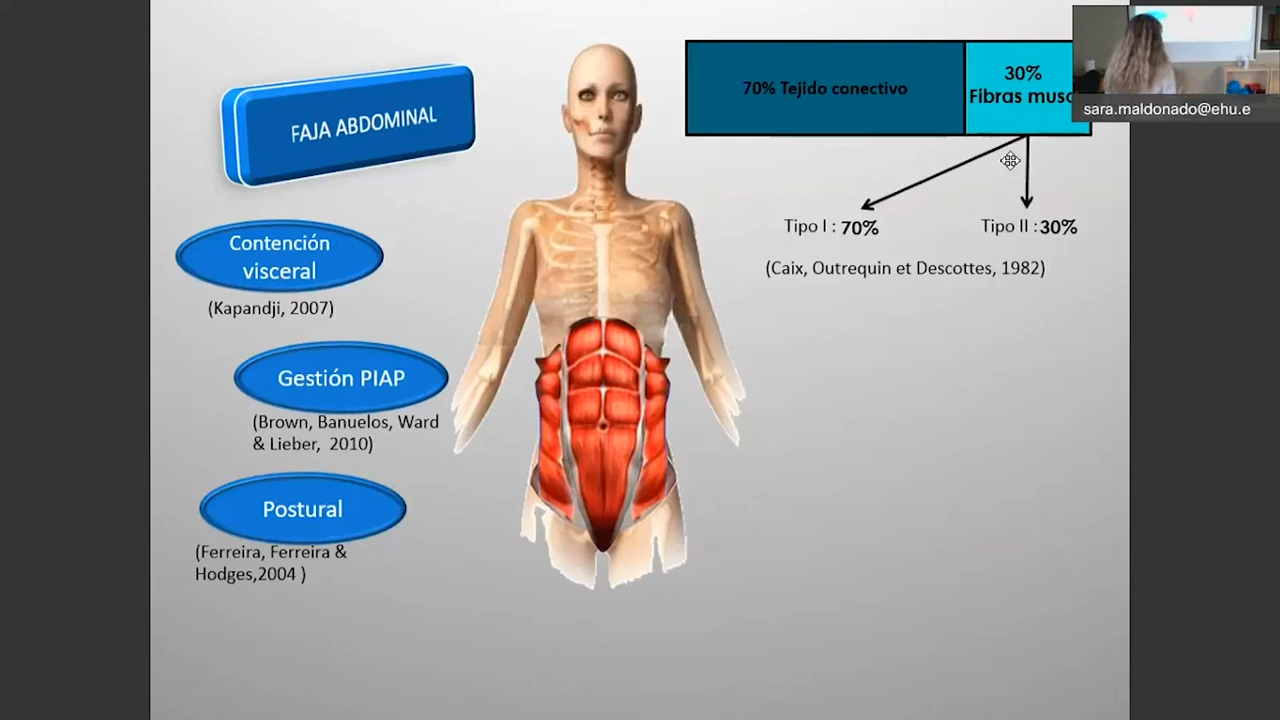 FAJA ABDOMINAL
Contención
visceral
(Kapandji, 2007)
Gestión PIAP
(Brown, Banuelos, Ward
& Lieber,  2010)
Postural
(Ferreira, Ferreira &
Hodges,2004 )
70% Tejido conectivo
30%
Fibras musc
Tipo I : 70%
Tipo II : 30%
(Caix, Outrequin et Descottes, 1982)
sara.maldonado@ehu.e